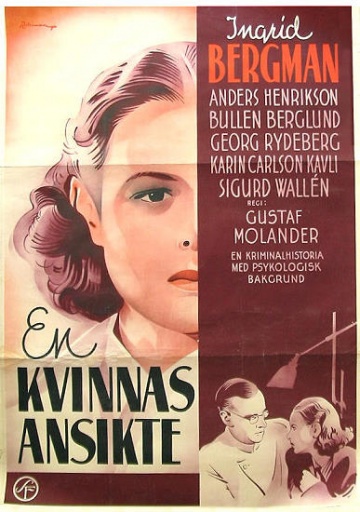 Ingrid
BERGMAN
ANDERS HENRIKSON
BULLEN BERGLUND
GEORG RYDEBERG
KARIN CARLSON KAVLI
SIGURD WALLÉN
REGI:
GUSTAF
MOLANDER
EN KRIMINALHISTORIA
MED PSYKOLOGISK
BAKGRUND
En
KVINNAS
ANSIKTE